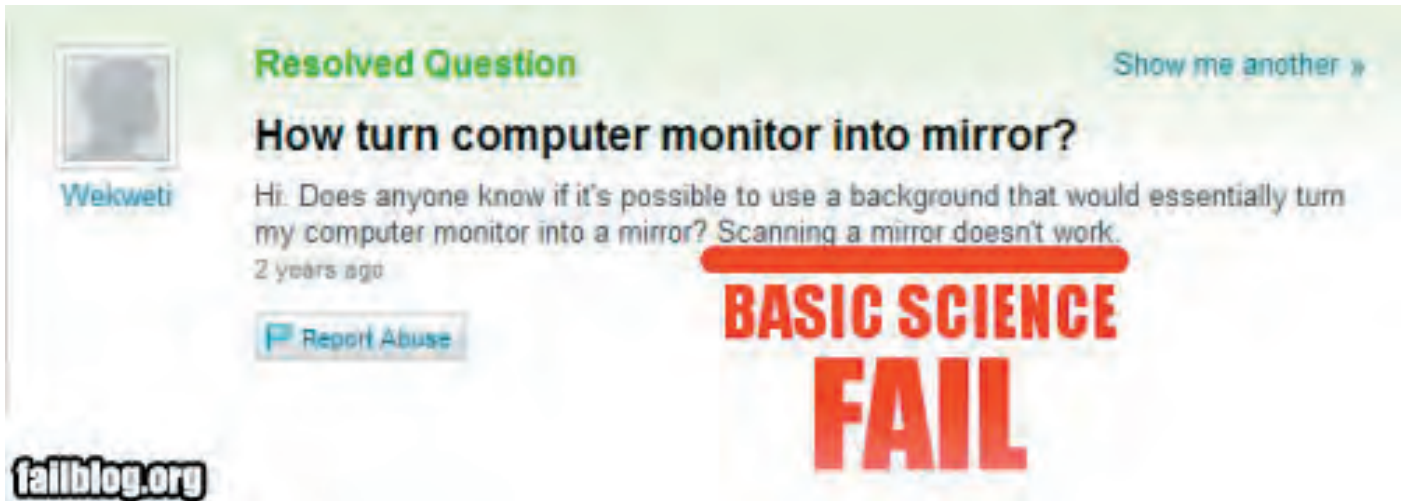 Resolved Question
Show me another »
How turn computer monitor into mirror?
Wekweti
Hi. Does anyone know if it's possible to use a background that would essentially turn
my computer monitor into a mirror? Scanning a mirror doesn't work.
2 years ago
BASIC SCIENCE
Report Abuse
FAIL
failblog.org